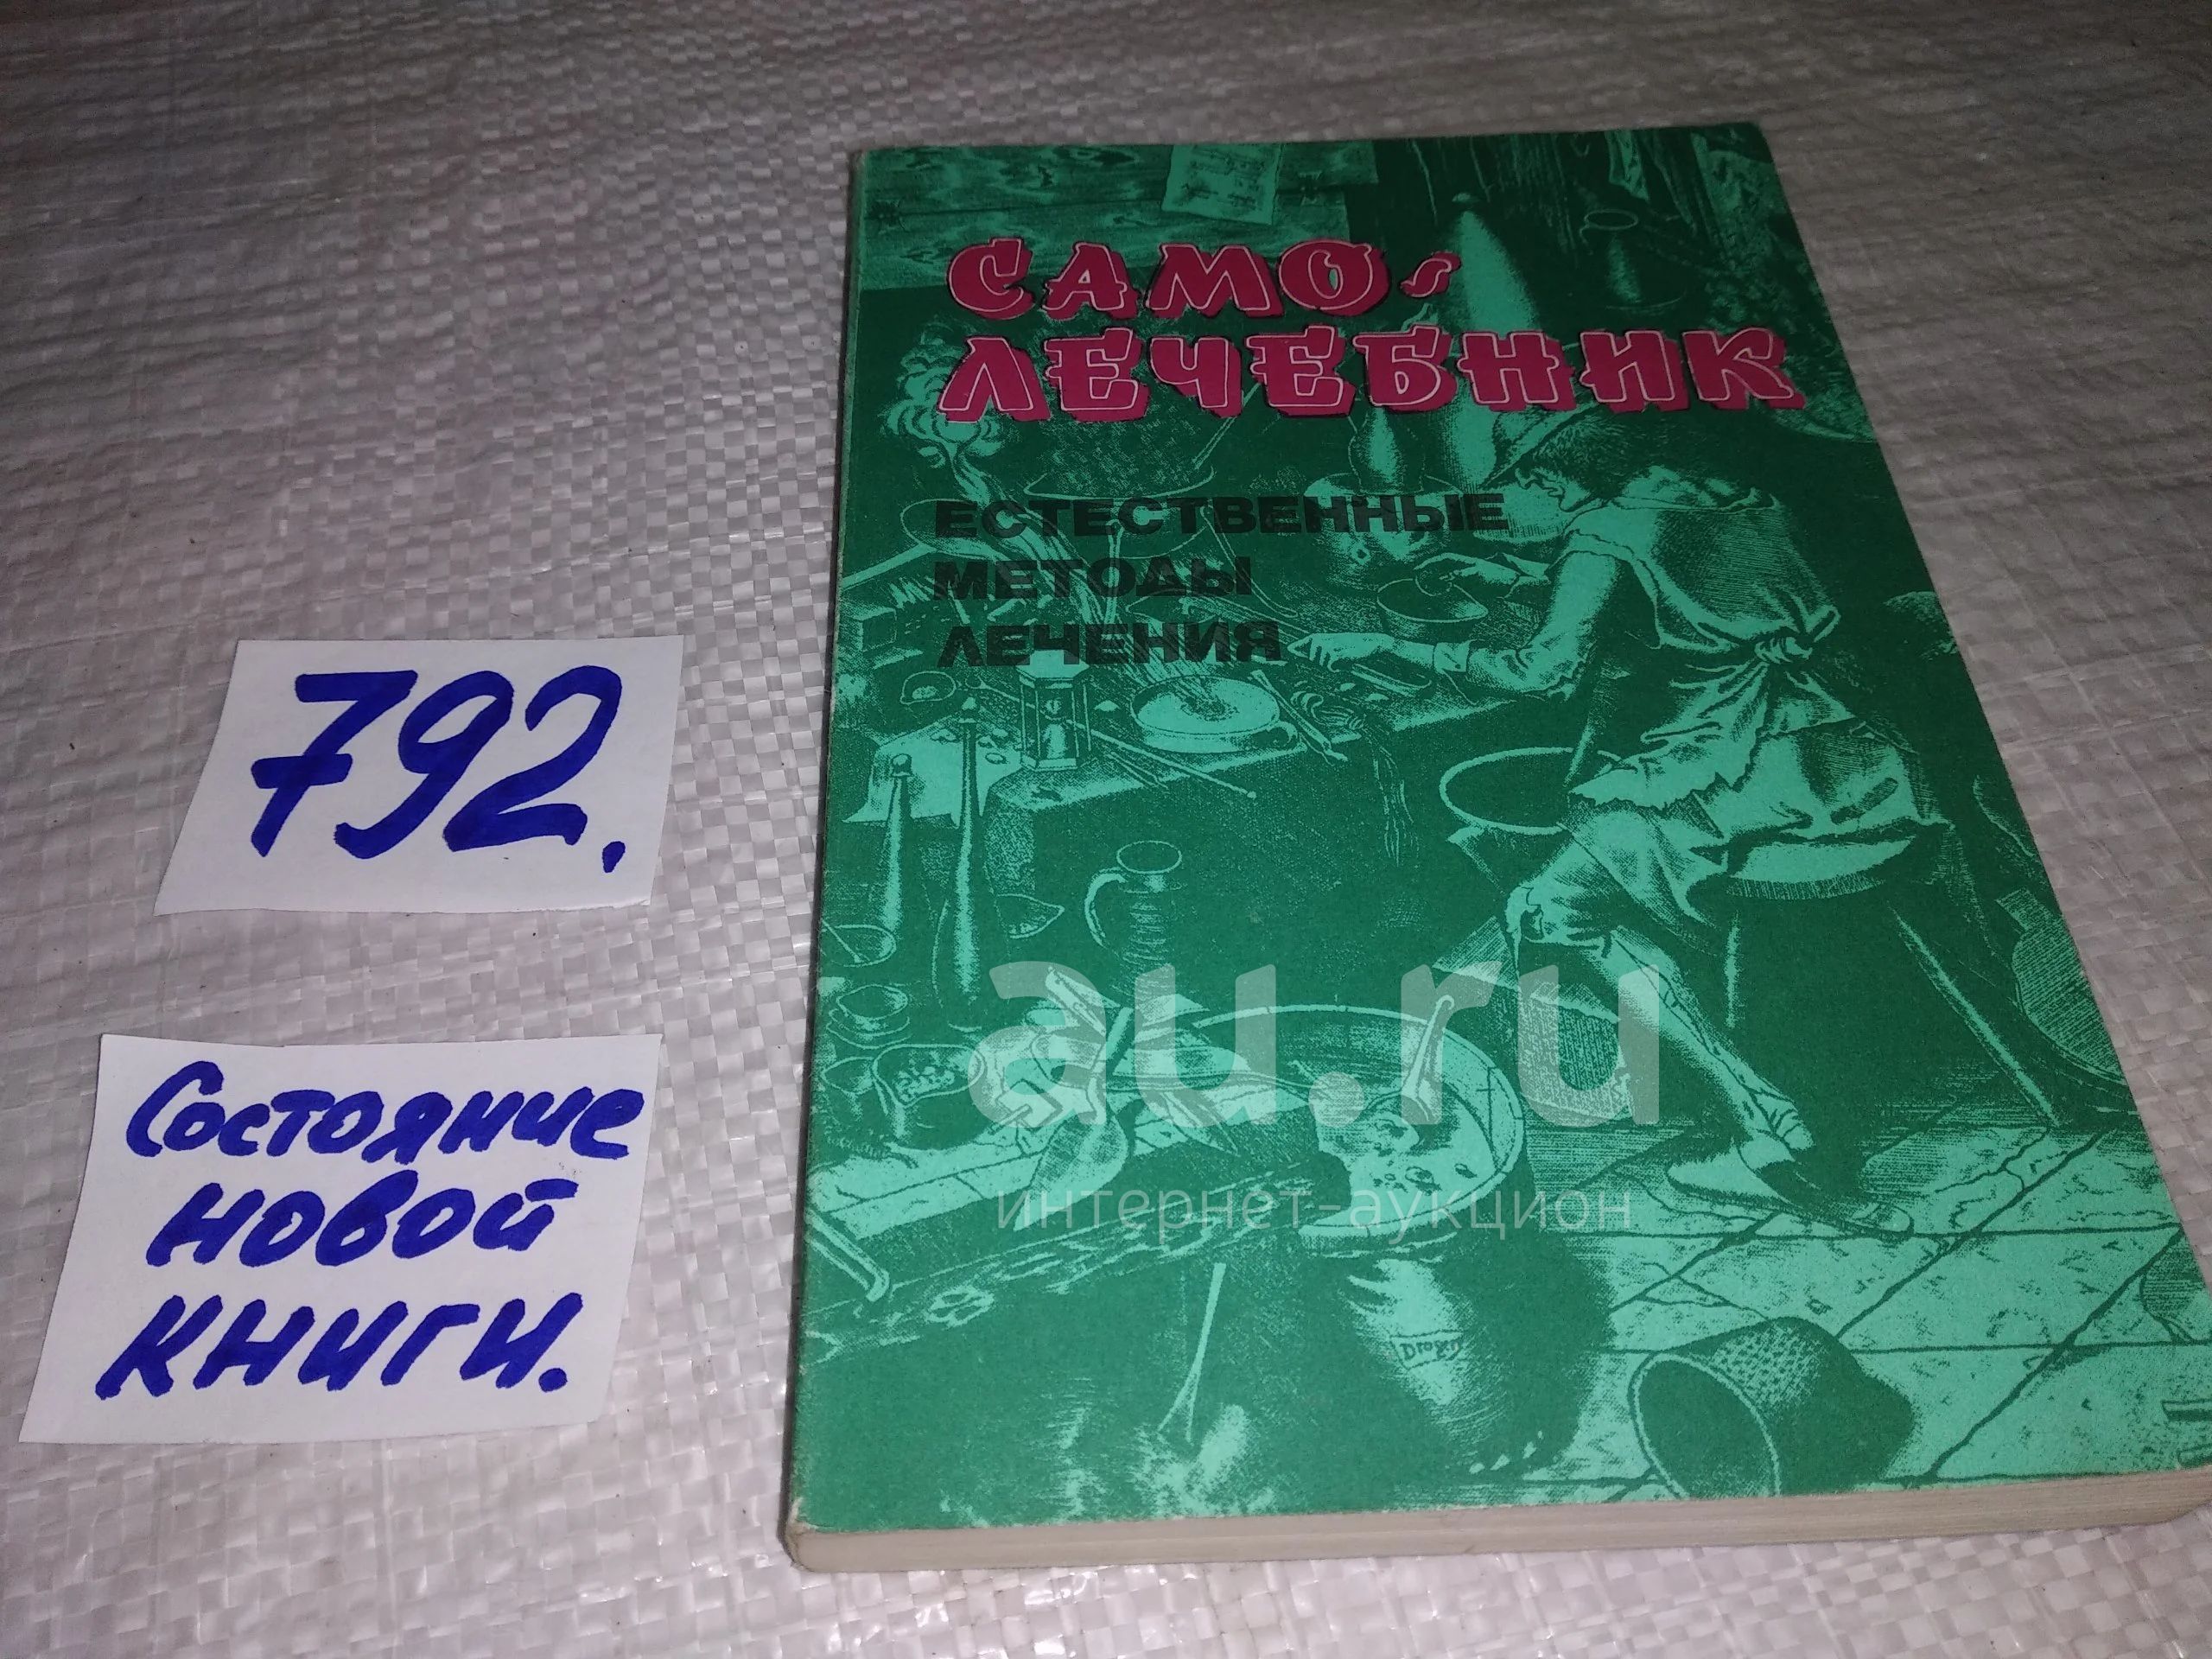 САМО-
ЛЕЧЕБНИК
ЕСТЕСТВЕННЫЕ
МЕТОДЫ
ЛЕЧЕНИЯ
792.
Состояние
новой
книги.
au.ru
интернет-аукцион